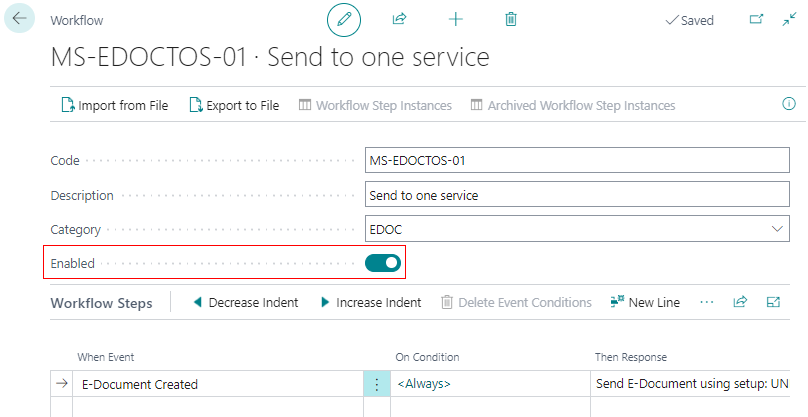 Workflow
Saved
MS-EDOCTOS-01 · Send to one service
Import from File Export to File Workflow Step Instances Archived Workflow Step Instances
Code MS-EDOCTOS-01
Description Send to one service
Category EDOC
Enabled
Workflow Steps Decrease Indent Increase Indent Delete Event Conditions New Line ...
When Event On Condition Then Response
E-Document Created <Always> Send E-Document using setup: UN